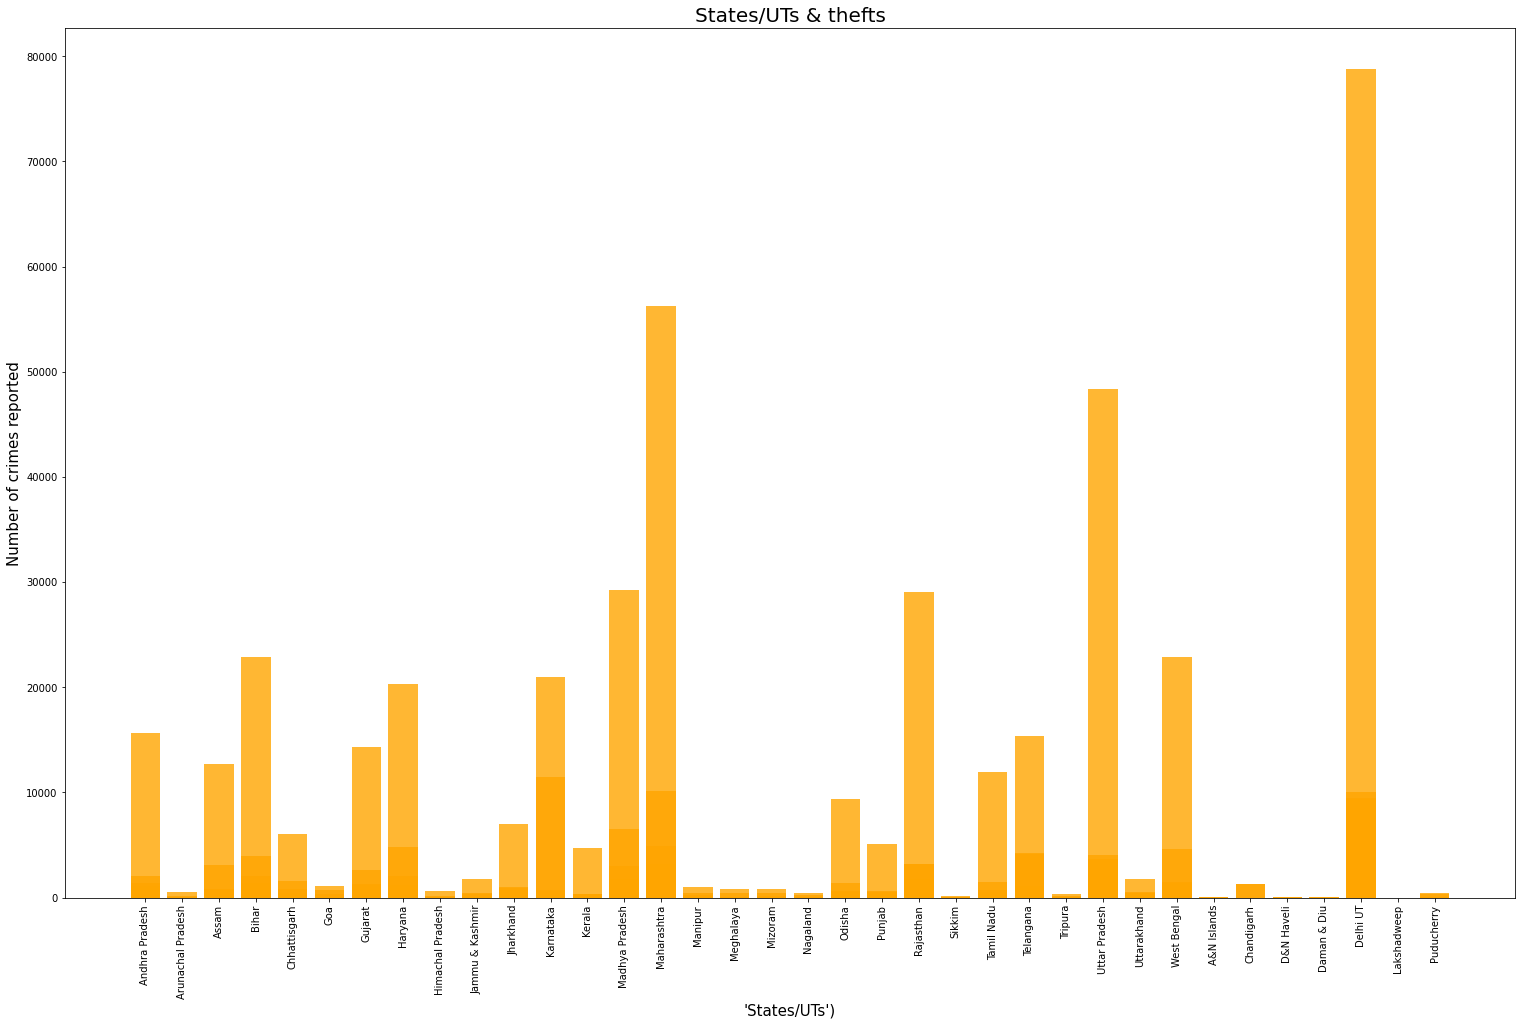 States/UTs & thefts
Number of crimes reported
80000
70000
60000
50000
40000
30000
20000
10000
0
Andhra Pradesh
Arunachal Pradesh
Assam
Bihar
Chhattisgarh
Goa
Gujarat
Haryana
Himachal Pradesh
Jammu & Kashmir
Jharkhand
Karnataka
Kerala
Madhya Pradesh
Maharashtra
Manipur
Meghalaya
Mizoram
Nagaland
Odisha
Punjab
Rajasthan
Sikkim
Tamil Nadu
Telangana
Tripura
Uttar Pradesh
Uttarakhand
West Bengal
A&N Islands
Chandigarh
D&N Haveli
Daman & Diu
Delhi UT
Lakshadweep
Puducherry
'States/UTs')